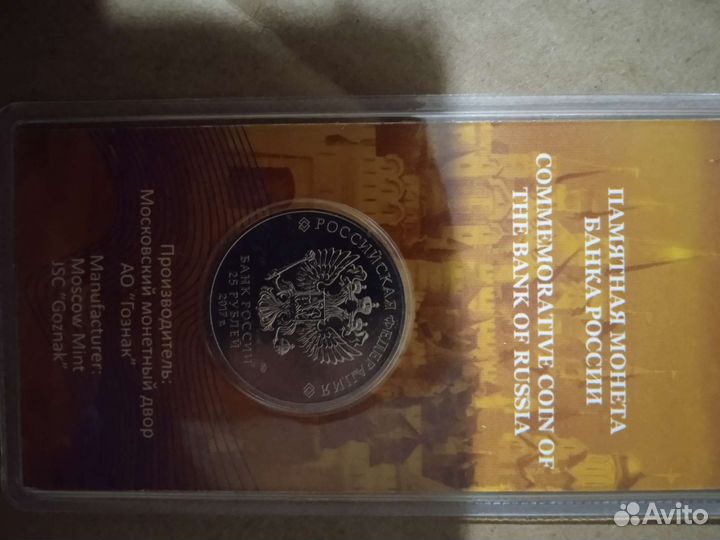 ПАМЯТНАЯ МОНЕТА
БАНКА РОССИИ
COMMEMORATIVE COIN OF
THE BANK OF RUSSIA
РОССИЙСКАЯ ФЕДЕРАЦИЯ
БАНК РОССИИ
25 РУБЛЕЙ
2017 г.
Производитель:
Московский монетный двор
АО "Гознак"
Manufacturer:
Moscow Mint
JSC "Goznak"
Avito